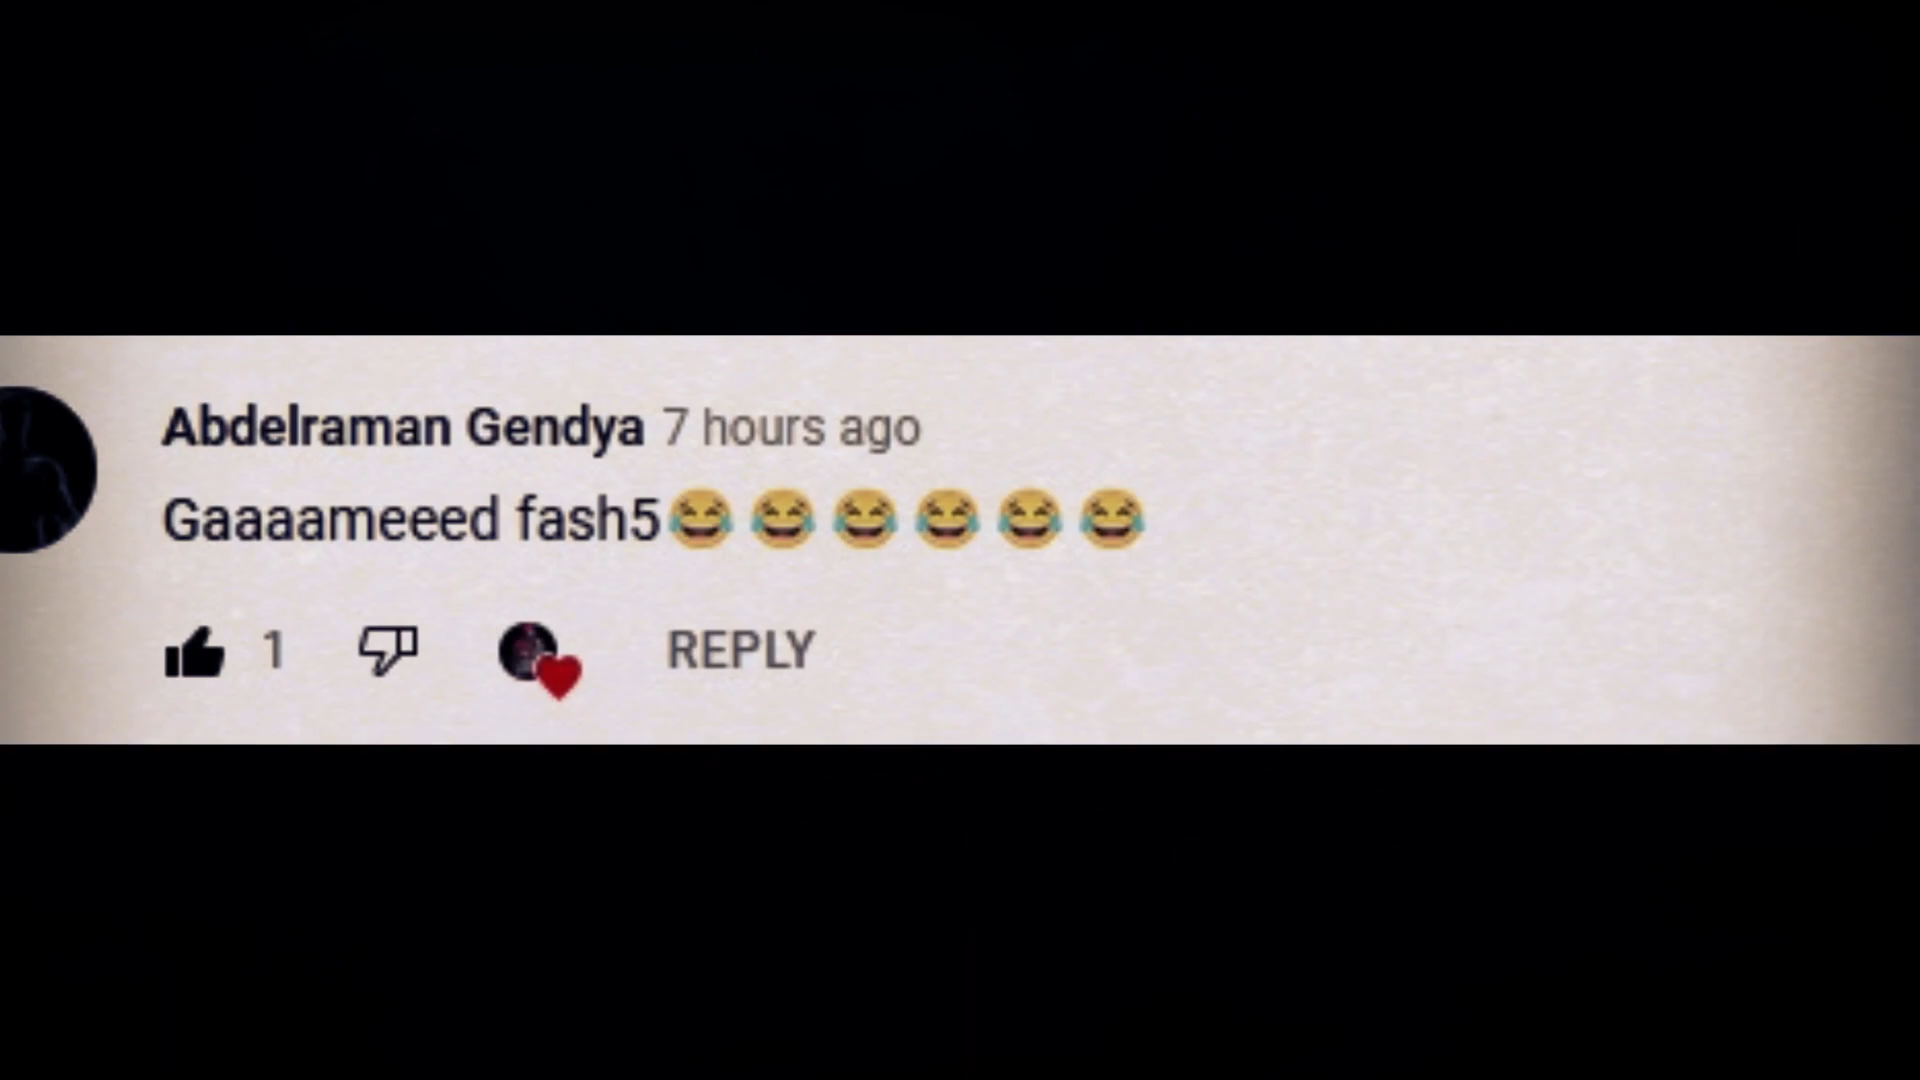 Abdelraman Gendya 7 hours ago
Gaaaameeed fash5😂😂😂😂😂😂
1 REPLY